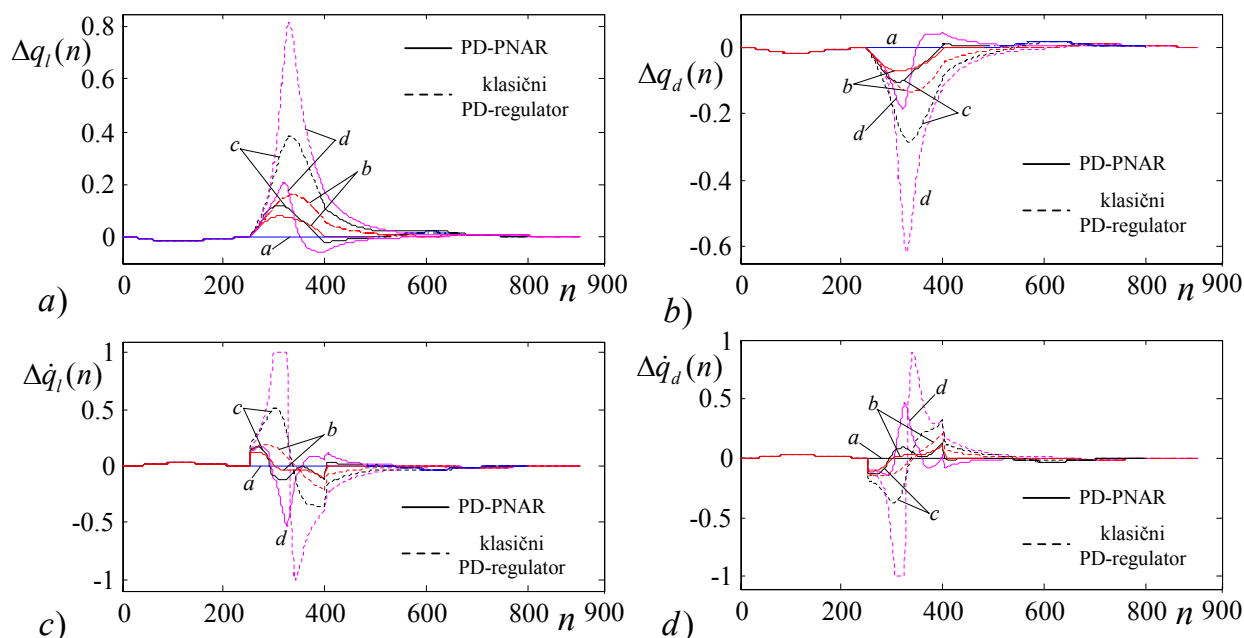 Δq_l(n)
0.8
0.6
0.4
0.2
0
PD-PNAR
klasični
PD-regulator
c
d
b
a
0 200 400 600 800 900
n
a)
Δq_d(n)
0
-0.2
-0.4
-0.6
a
b
c
d
d
PD-PNAR
klasični
PD-regulator
0 200 400 600 800 900
n
b)
Δq̇_l(n)
1
0.5
0
-0.5
-1
c
b
a
d
PD-PNAR
klasični
PD-regulator
0 200 400 600 800 900
n
c)
Δq̇_d(n)
1
0.5
0
-0.5
-1
d
b
a
c
PD-PNAR
klasični
PD-regulator
0 200 400 600 800 900
n
d)